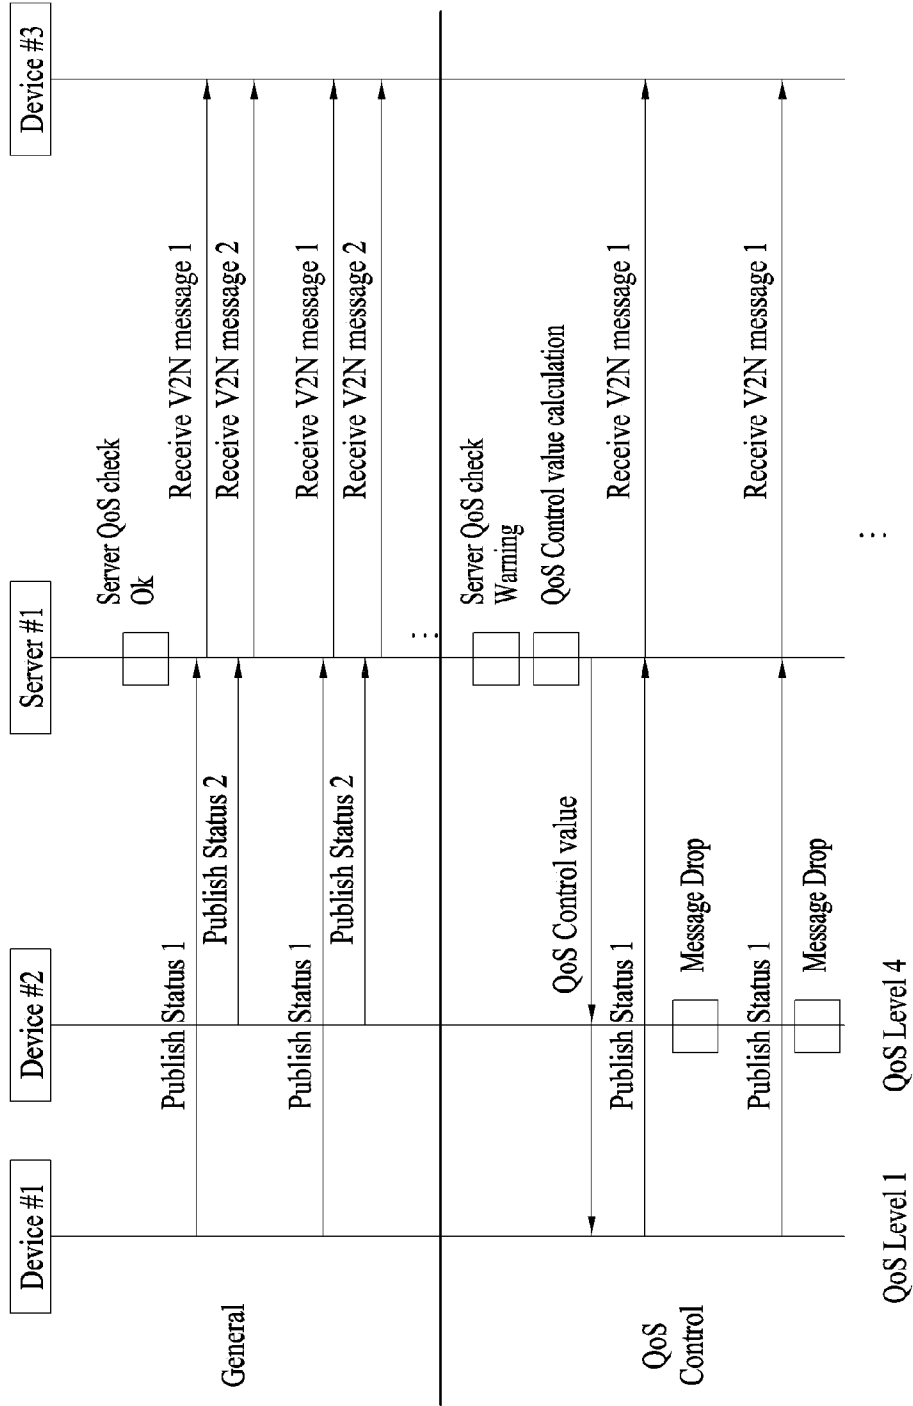 Device #1
Device #2
Server #1
Device #3
General
Server QoS check
Ok
Publish Status 1
Receive V2N message 1
Publish Status 2
Receive V2N message 2
Publish Status 1
Receive V2N message 1
Publish Status 2
Receive V2N message 2
...
QoS
Control
Server QoS check
Warning
QoS Control value calculation
QoS Control value
Publish Status 1
Receive V2N message 1
Message Drop
Publish Status 1
Receive V2N message 1
Message Drop
...
QoS Level 1
QoS Level 4